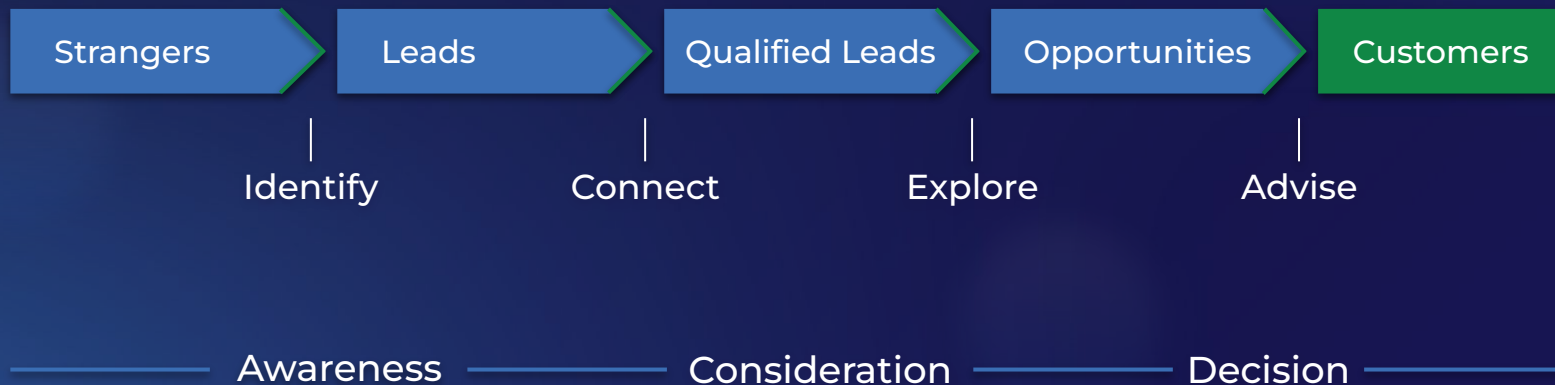 Strangers Leads Qualified Leads Opportunities Customers
Identify Connect Explore Advise
Awareness Consideration Decision